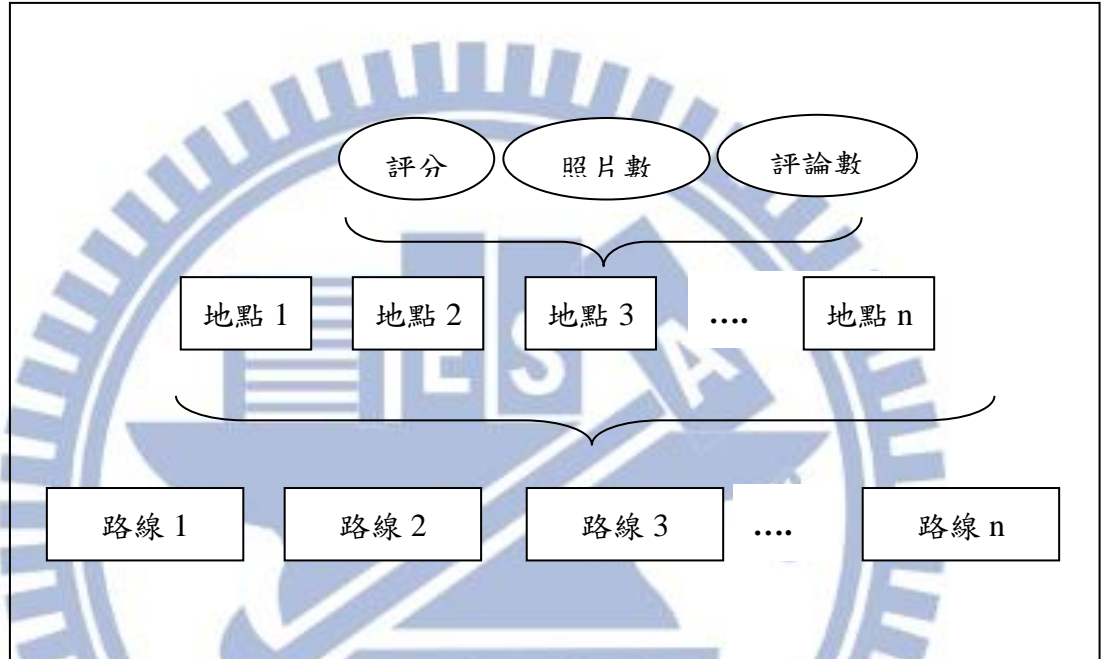 評分 照片數 評論數
地點 1 地點 2 地點 3 .... 地點 n
E S A
路線 1 路線 2 路線 3 .... 路線 n